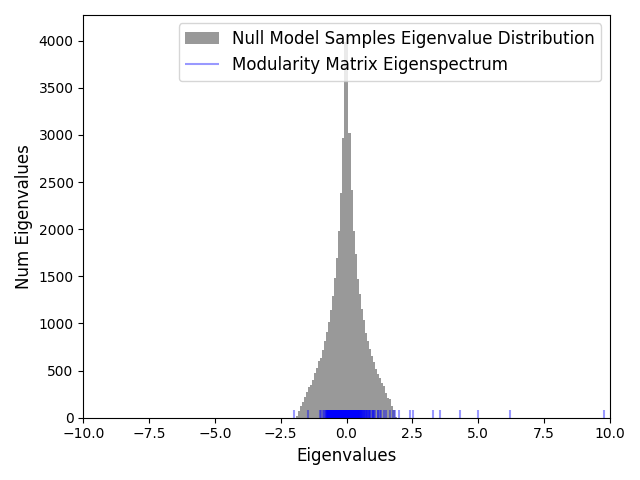 Null Model Samples Eigenvalue Distribution
Modularity Matrix Eigenspectrum
Num Eigenvalues
4000
3500
3000
2500
2000
1500
1000
500
0
−10.0 −7.5 −5.0 −2.5 0.0 2.5 5.0 7.5 10.0
Eigenvalues